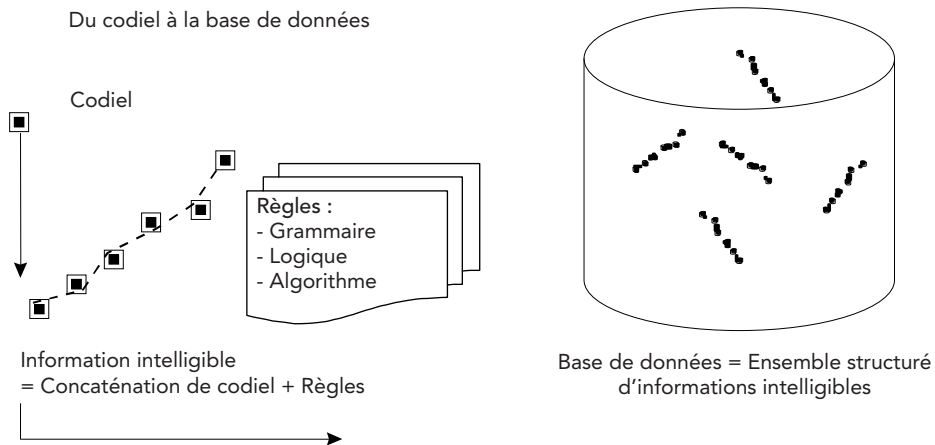 Du codiel à la base de données
Codiel
Règles :
- Grammaire
- Logique
- Algorithme
Information intelligible
= Concaténation de codiel + Règles
Base de données = Ensemble structuré
d’informations intelligibles